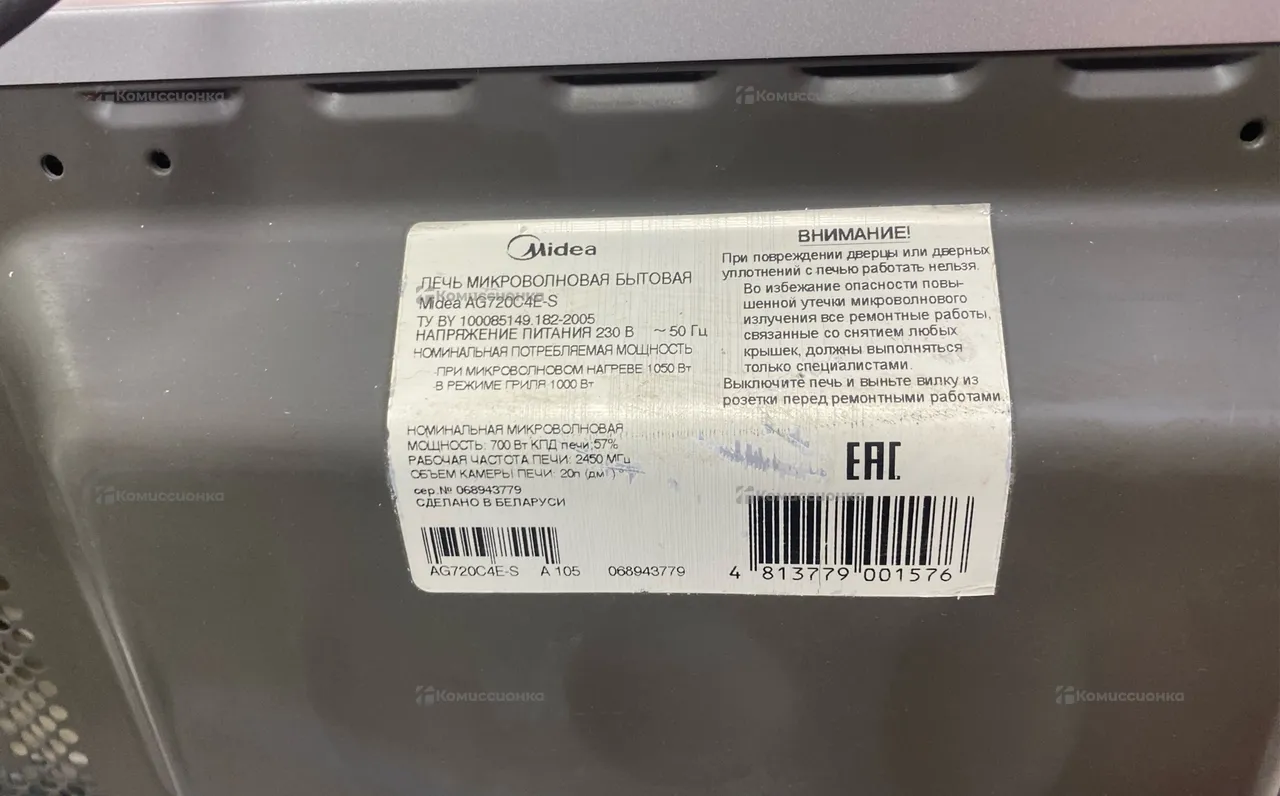 Комиссионка
Комиссионка
Midea
ПЕЧЬ МИКРОВОЛНОВАЯ БЫТОВАЯ
Комиссионка
Midea AG720C4E-S
ТУ BY 100085149.182-2005
НАПРЯЖЕНИЕ ПИТАНИЯ 230 В ~ 50 Гц
НОМИНАЛЬНАЯ ПОТРЕБЛЯЕМАЯ МОЩНОСТЬ
-ПРИ МИКРОВОЛНОВОМ НАГРЕВЕ 1050 Вт
-В РЕЖИМЕ ГРИЛЯ 1000 Вт
НОМИНАЛЬНАЯ МИКРОВОЛНОВАЯ
МОЩНОСТЬ: 700 Вт КПД печи:57%
РАБОЧАЯ ЧАСТОТА ПЕЧИ: 2450 МГц
ОБЪЕМ КАМЕРЫ ПЕЧИ: 20л (дм³)
сер.№ 068943779
СДЕЛАНО В БЕЛАРУСИ
AG720C4E-S A 105 068943779
ВНИМАНИЕ!
При повреждении дверцы или дверных
уплотнений с печью работать нельзя.
Во избежание опасности повы-
шенной утечки микроволнового
излучения все ремонтные работы,
связанные со снятием любых
крышек, должны выполняться
только специалистами.
Выключите печь и выньте вилку из
розетки перед ремонтными работами.
EAC
Комиссионка
4 813779 001576
Комиссионка
Комиссионка
Комиссионка